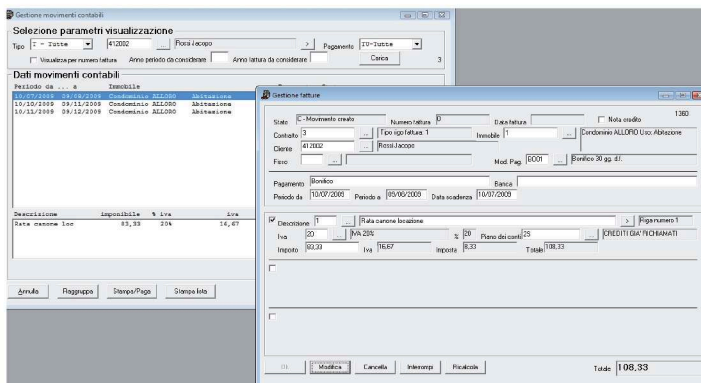 Gestione movimenti contabili
Selezione parametri visualizzazione
Tipo T - Tutte 412002 ... Rossi Jacopo > Pagamento TU-Tutte
Visualizza per numero fattura Anno periodo da considerare Anno fattura da considerare Carica 3
Dati movimenti contabili
Periodo da ... a Immobile
10/07/2009 09/08/2009 Condominio ALLORO Abitazione
10/10/2009 09/11/2009 Condominio ALLORO Abitazione
10/11/2009 09/12/2009 Condominio ALLORO Abitazione
Descrizione Imponibile % iva iva
Rata canone loc 83,33 20% 16,67
Annulla Raggruppa Stampa/Paga Stampa lista
Gestione fatture
Stato C - Movimento creato Numero fattura 0 Data fattura Nota credito 1360
Contratto 3 ... Tipo rigo fattura: 1 Immobile 1 ... Condominio ALLORO Uso: Abitazione
Cliente 412002 ... Rossi Jacopo
Fisso ... Mod. Pag. BO01 ... Bonifico 30 gg. d.f.
Pagamento Bonifico Banca
Periodo da 10/07/2009 Periodo a 09/08/2009 Data scadenza 10/07/2009
Descrizione 1 ... Rata canone locazione > Riga numero 1
Iva 20 ... IVA 20% % 20 Piano dei conti 25 ... CREDITI GIA' RICHIAMATI
Importo 83,33 Iva 16,67 Imposta 8,33 Totale 108,33
Ok Modifica Cancella Interrompi Ricalcola Totale 108,33